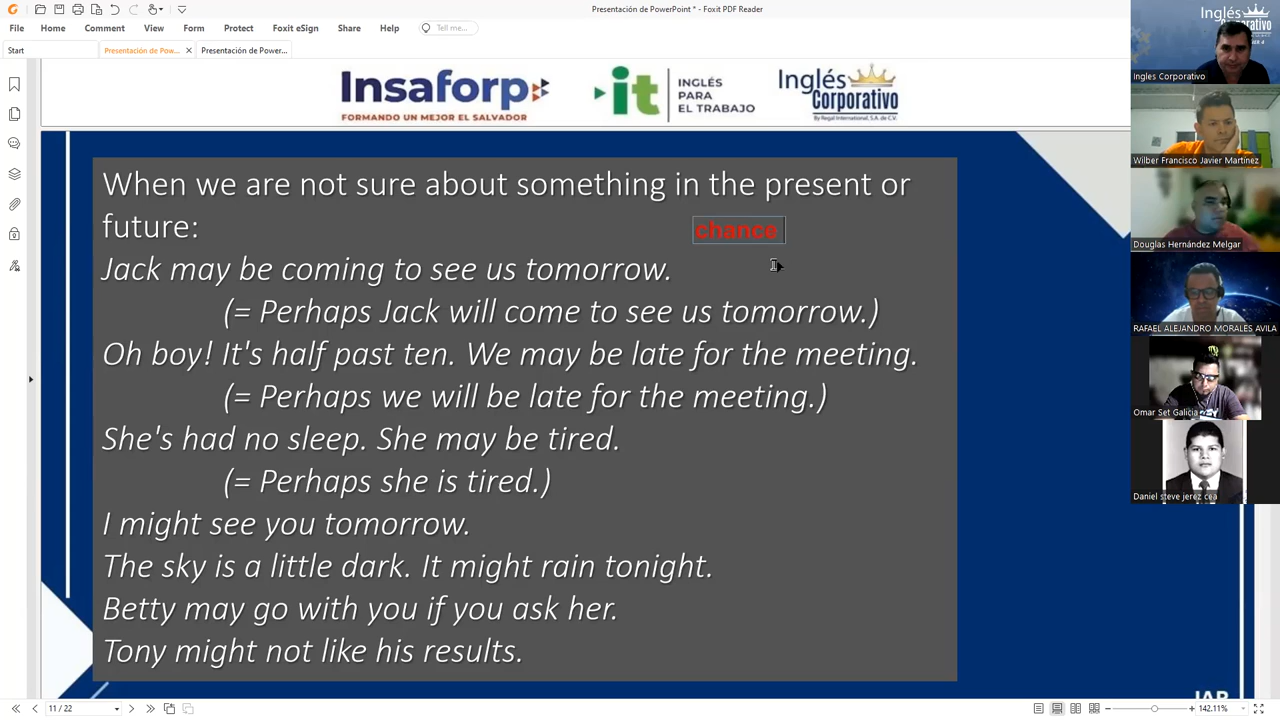 Presentación de PowerPoint * - Foxit PDF Reader
File Home Comment View Form Protect Foxit eSign Share Help Tell me...
Start Presentación de Pow... Presentación de Power...
Insaforp
FORMANDO UN MEJOR EL SALVADOR
it INGLÉS PARA EL TRABAJO
Inglés Corporativo
By Regal International, S.A. de C.V.
When we are not sure about something in the present or
future:
chance
Jack may be coming to see us tomorrow.
(= Perhaps Jack will come to see us tomorrow.)
Oh boy! It's half past ten. We may be late for the meeting.
(= Perhaps we will be late for the meeting.)
She's had no sleep. She may be tired.
(= Perhaps she is tired.)
I might see you tomorrow.
The sky is a little dark. It might rain tonight.
Betty may go with you if you ask her.
Tony might not like his results.
11 / 22
142.11%
Inglés
Ingles Corporativo
Wilber Francisco Javier Martínez
Douglas Hernández Melgar
RAFAEL ALEJANDRO MORALES AVILA
Omar Set Galicia
Daniel steve jerez cea